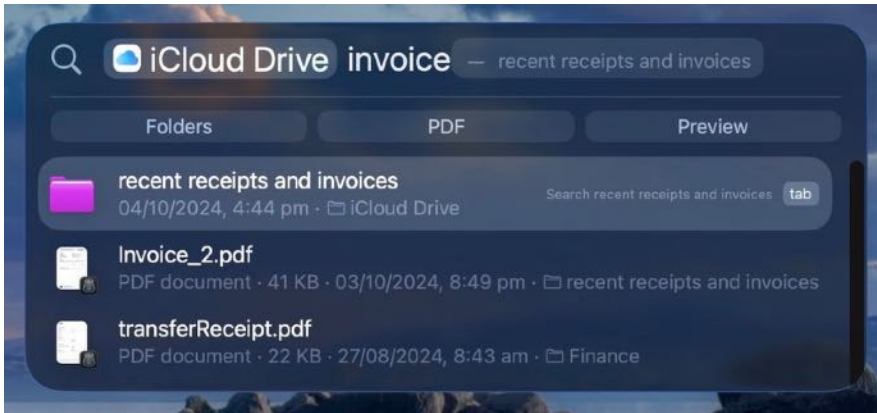 iCloud Drive invoice — recent receipts and invoices
Folders PDF Preview
recent receipts and invoices
04/10/2024, 4:44 pm · iCloud Drive
Search recent receipts and invoices tab
Invoice_2.pdf
PDF document · 41 KB · 03/10/2024, 8:49 pm · recent receipts and invoices
transferReceipt.pdf
PDF document · 22 KB · 27/08/2024, 8:43 am · Finance